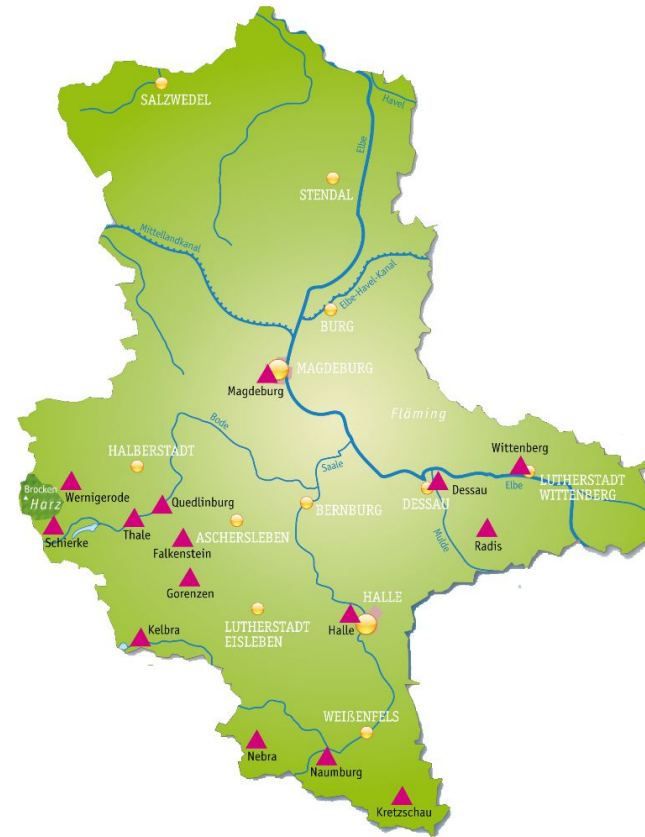 Havel
SALZWEDEL
Elbe
STENDAL
Mittellandkanal
Elbe-Havel-Kanal
BURG
MAGDEBURG
Magdeburg
Fläming
Bode
Wittenberg
HALBERSTADT
Saale
LUTHERSTADT
WITTENBERG
Elbe
Dessau
DESSAU
Brocken
Harz
Wernigerode
Quedlinburg
BERNBURG
Thale
ASCHERSLEBEN
Schierke
Falkenstein
Mulde
Radis
Gorenzen
HALLE
Halle
LUTHERSTADT
EISLEBEN
Kelbra
WEIßENFELS
Nebra
Naumburg
Kretzschau